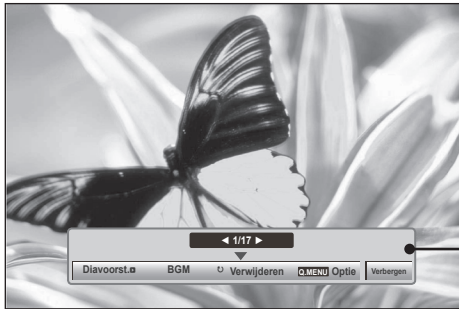 ◀ 1/17 ▶
Diavoorst. BGM ↻ Verwijderen Q.MENU Optie Verbergen